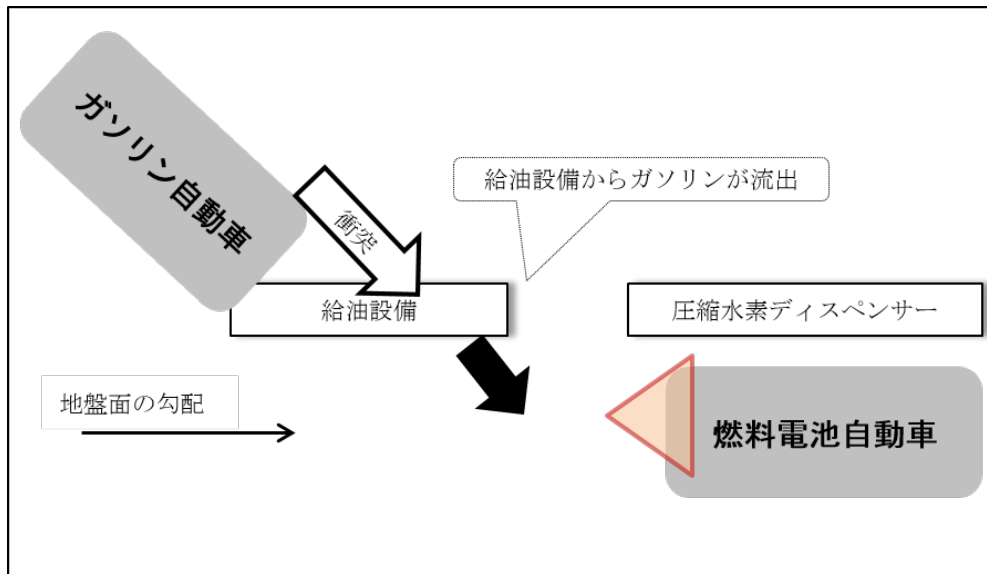 ガソリン自動車
衝突
給油設備からガソリンが流出
給油設備
圧縮水素ディスペンサー
地盤面の勾配
燃料電池自動車